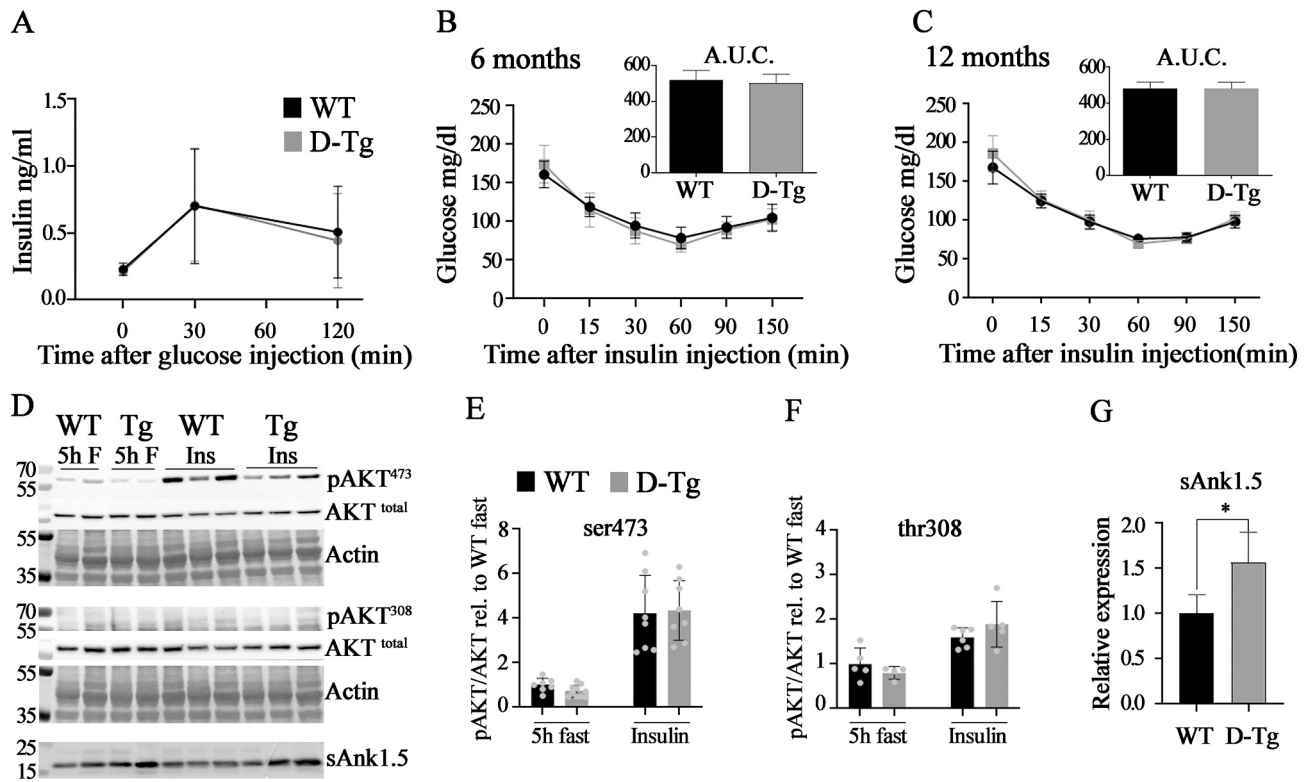 A
Insulin ng/ml
1.5
1.0
0.5
0.0
WT
D-Tg
0 30 60 120
Time after glucose injection (min)
B
6 months
A.U.C.
600
400
200
0
WT D-Tg
Glucose mg/dl
250
200
150
100
50
0
0 15 30 60 90 150
Time after insulin injection (min)
C
12 months
A.U.C.
600
400
200
0
WT D-Tg
Glucose mg/dl
250
200
150
100
50
0
0 15 30 60 90 150
Time after insulin injection(min)
D
WT Tg WT Tg
5h F 5h F Ins Ins
70
55
pAKT473
AKT total
55
35
Actin
70
55
pAKT308
AKT total
55
35
Actin
25
15
sAnk1.5
E
WT D-Tg
pAKT/AKT rel. to WT fast
ser473
8
6
4
2
0
5h fast Insulin
F
pAKT/AKT rel. to WT fast
thr308
4
3
2
1
0
5h fast Insulin
G
sAnk1.5
*
Relative expression
2.0
1.5
1.0
0.5
0.0
WT D-Tg